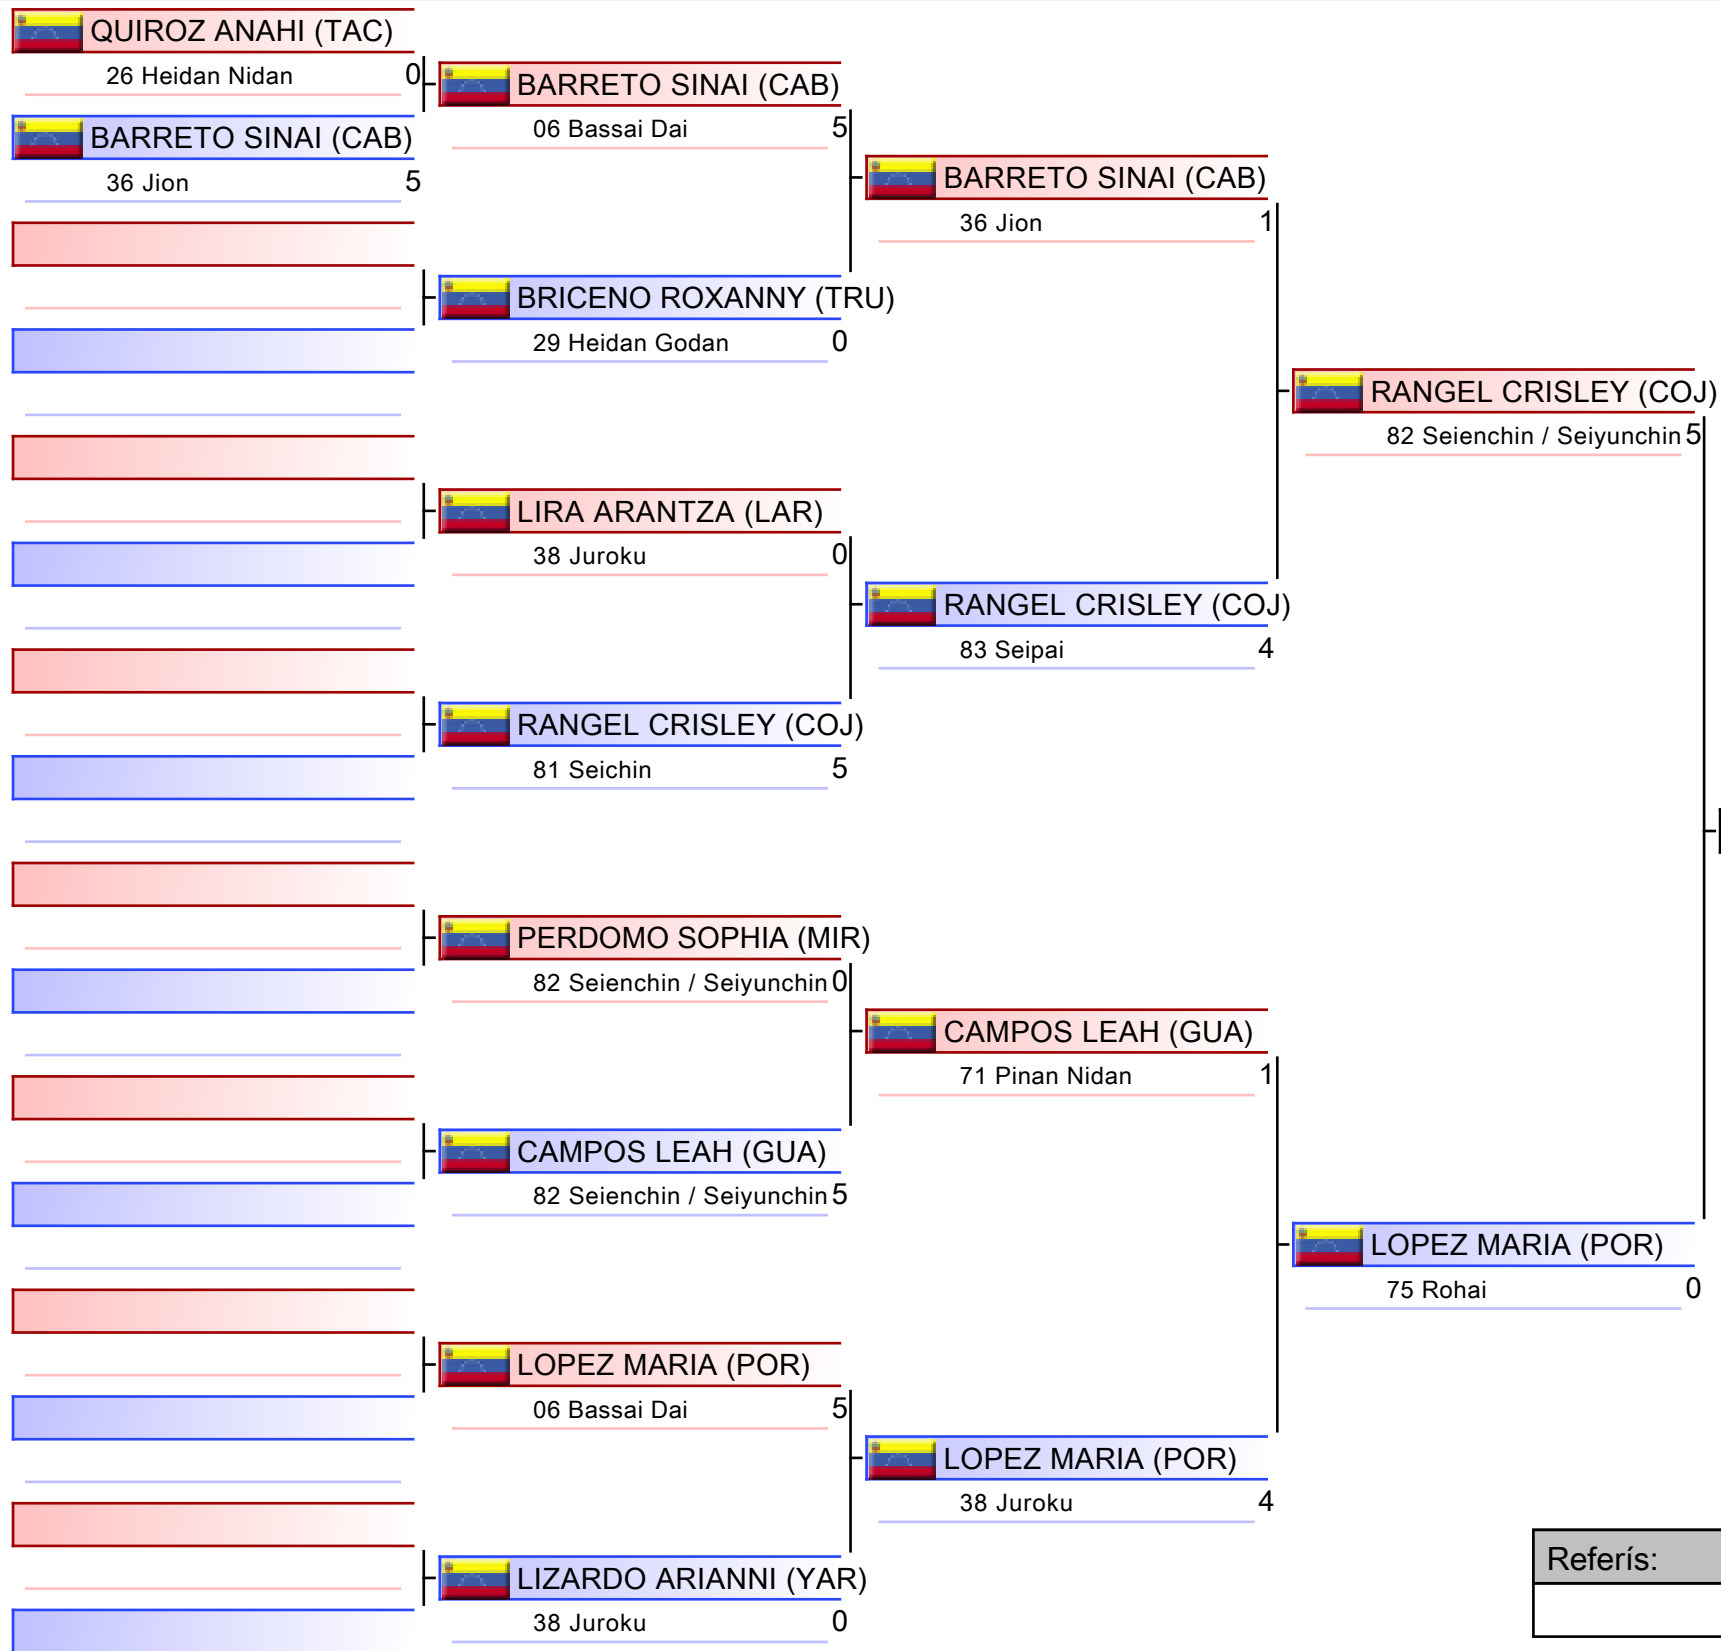 QUIROZ ANAHI (TAC)
26 Heidan Nidan 0
BARRETO SINAI (CAB)
36 Jion 5
BARRETO SINAI (CAB)
06 Bassai Dai 5
BRICENO ROXANNY (TRU)
29 Heidan Godan 0
LIRA ARANTZA (LAR)
38 Juroku 0
RANGEL CRISLEY (COJ)
81 Seichin 5
PERDOMO SOPHIA (MIR)
82 Seienchin / Seiyunchin 0
CAMPOS LEAH (GUA)
82 Seienchin / Seiyunchin 5
LOPEZ MARIA (POR)
06 Bassai Dai 5
LIZARDO ARIANNI (YAR)
38 Juroku 0
BARRETO SINAI (CAB)
36 Jion 1
RANGEL CRISLEY (COJ)
83 Seipai 4
CAMPOS LEAH (GUA)
71 Pinan Nidan 1
LOPEZ MARIA (POR)
38 Juroku 4
RANGEL CRISLEY (COJ)
82 Seienchin / Seiyunchin 5
LOPEZ MARIA (POR)
75 Rohai 0
Referís: